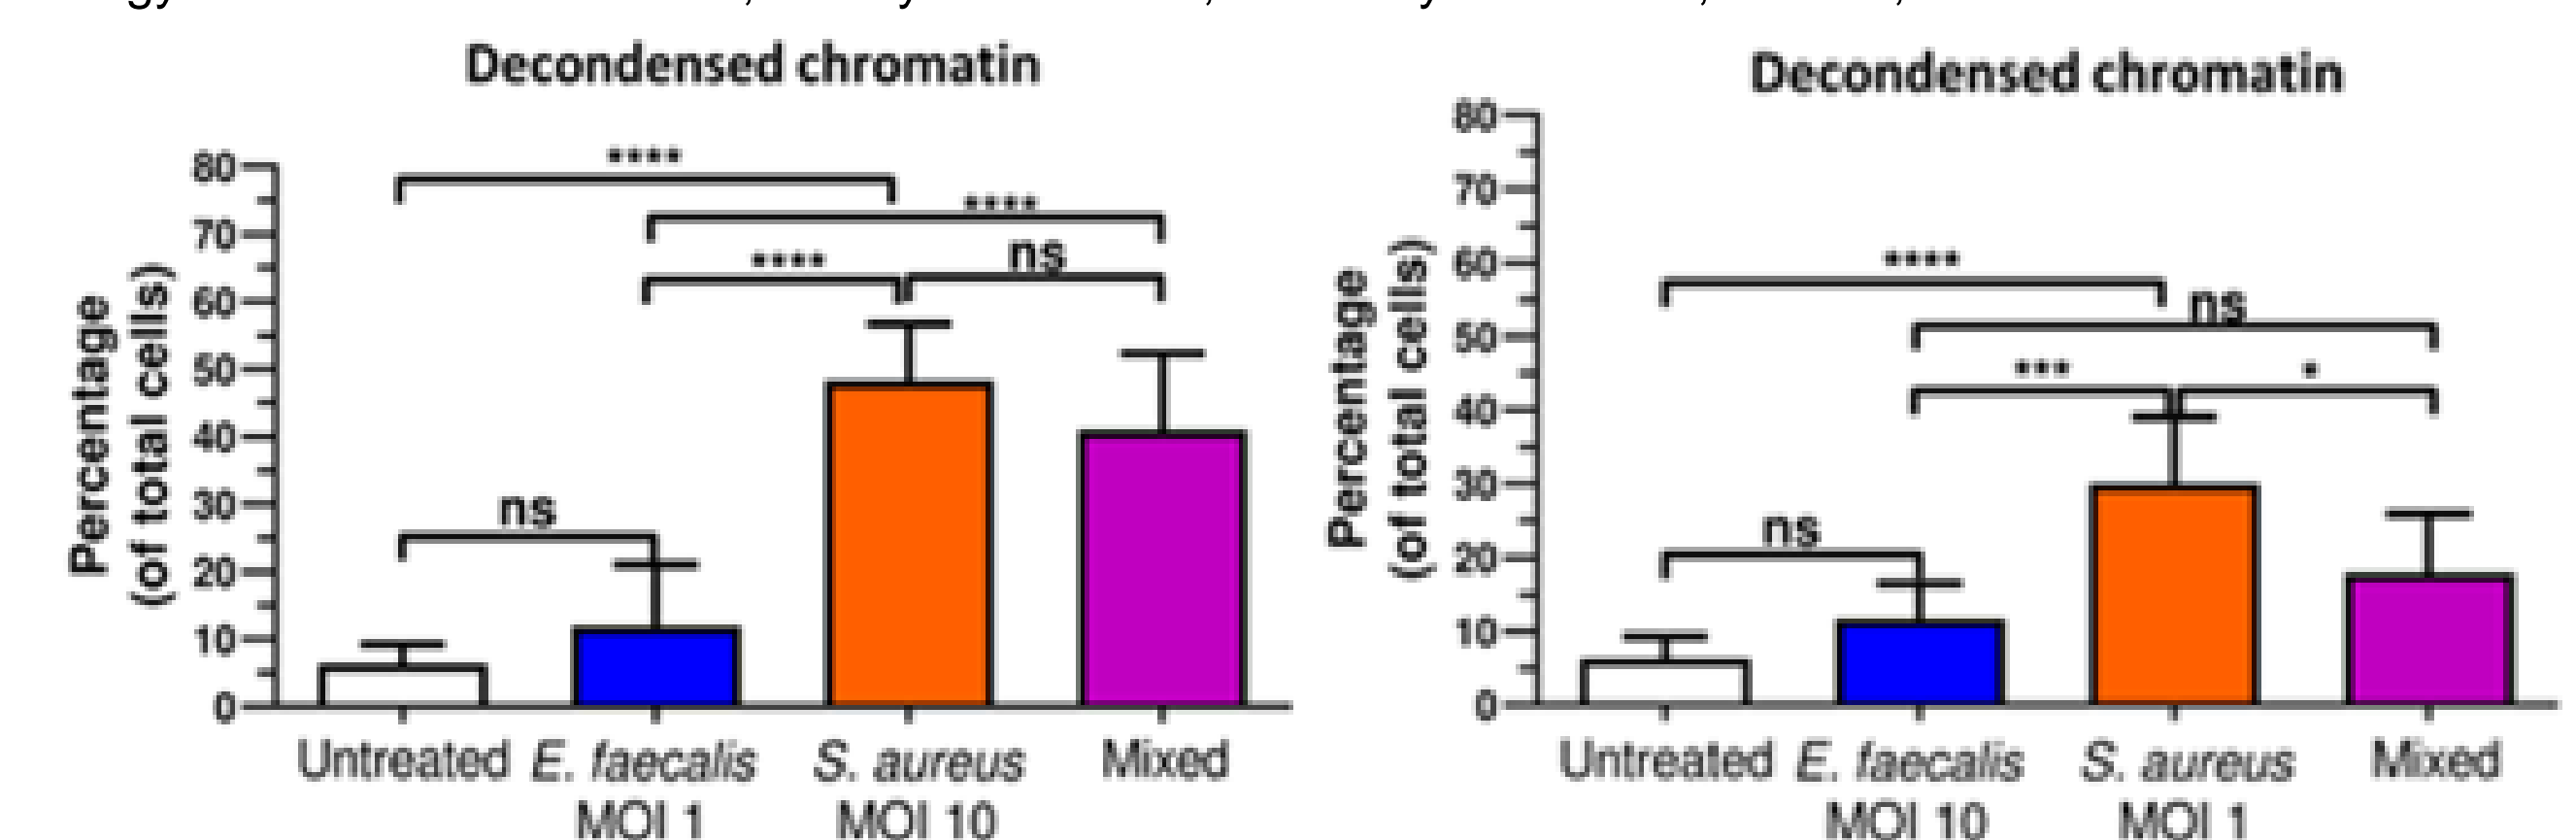 Decondensed chromatin
Percentage
(of total cells)
80
70
60
50
40
30
20
10
0
****
****
****
ns
ns
Untreated E. faecalis S. aureus Mixed
MOI 1 MOI 10
Decondensed chromatin
Percentage
(of total cells)
80
70
60
50
40
30
20
10
0
****
ns
***
*
ns
Untreated E. faecalis S. aureus Mixed
MOI 10 MOI 1